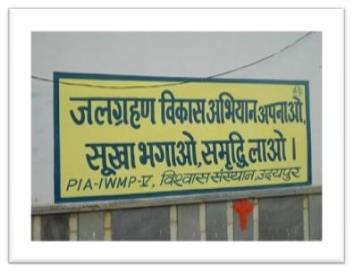 जलग्रहण विकास अभियान अपनाओ,
सूखा भगाओ, समृद्धि लाओ ।
PIA-IWMP-V, विश्वास संस्थान, उदयपुर